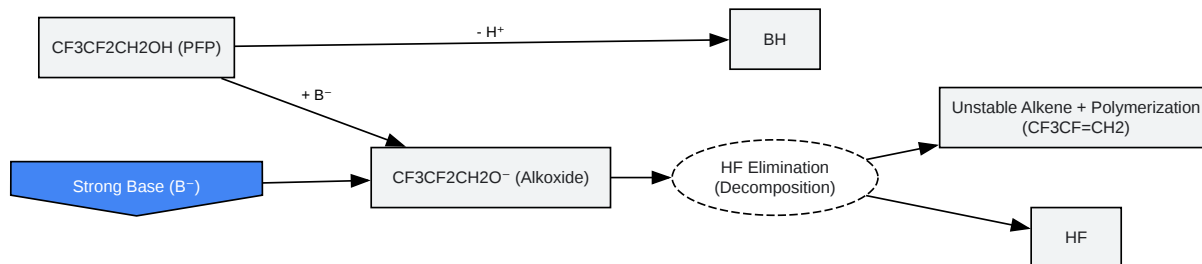 CF3CF2CH2OH (PFP)
- H⁺
BH
+ B⁻
Unstable Alkene + Polymerization
(CF3CF=CH2)
Strong Base (B⁻)
CF3CF2CH2O⁻ (Alkoxide)
HF Elimination
(Decomposition)
HF